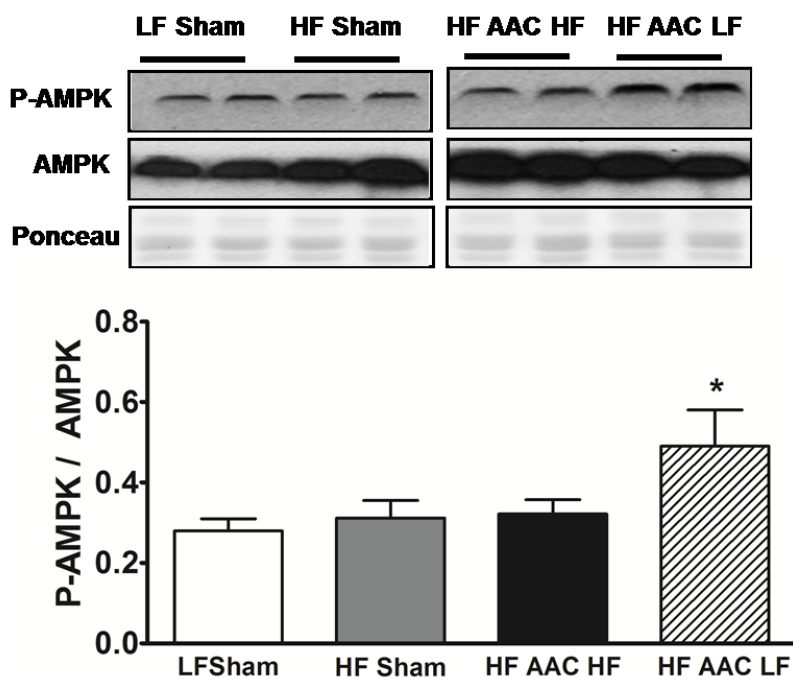 LF Sham HF Sham HF AAC HF HF AAC LF
P-AMPK
AMPK
Ponceau
P-AMPK / AMPK
0.8
0.6
0.4
0.2
0.0
*
LFSham HF Sham HF AAC HF HF AAC LF